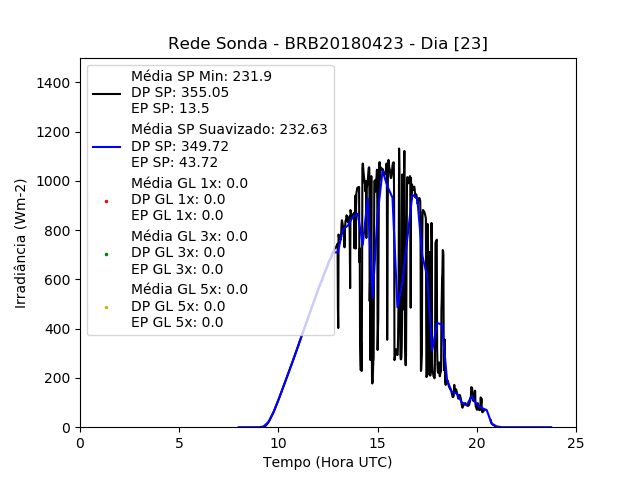 Rede Sonda - BRB20180423 - Dia [23]
Média SP Min: 231.9
DP SP: 355.05
EP SP: 13.5
Média SP Suavizado: 232.63
DP SP: 349.72
EP SP: 43.72
Média GL 1x: 0.0
DP GL 1x: 0.0
EP GL 1x: 0.0
Média GL 3x: 0.0
DP GL 3x: 0.0
EP GL 3x: 0.0
Média GL 5x: 0.0
DP GL 5x: 0.0
EP GL 5x: 0.0
Irradiância (Wm-2)
1400
1200
1000
800
600
400
200
0
0 5 10 15 20 25
Tempo (Hora UTC)